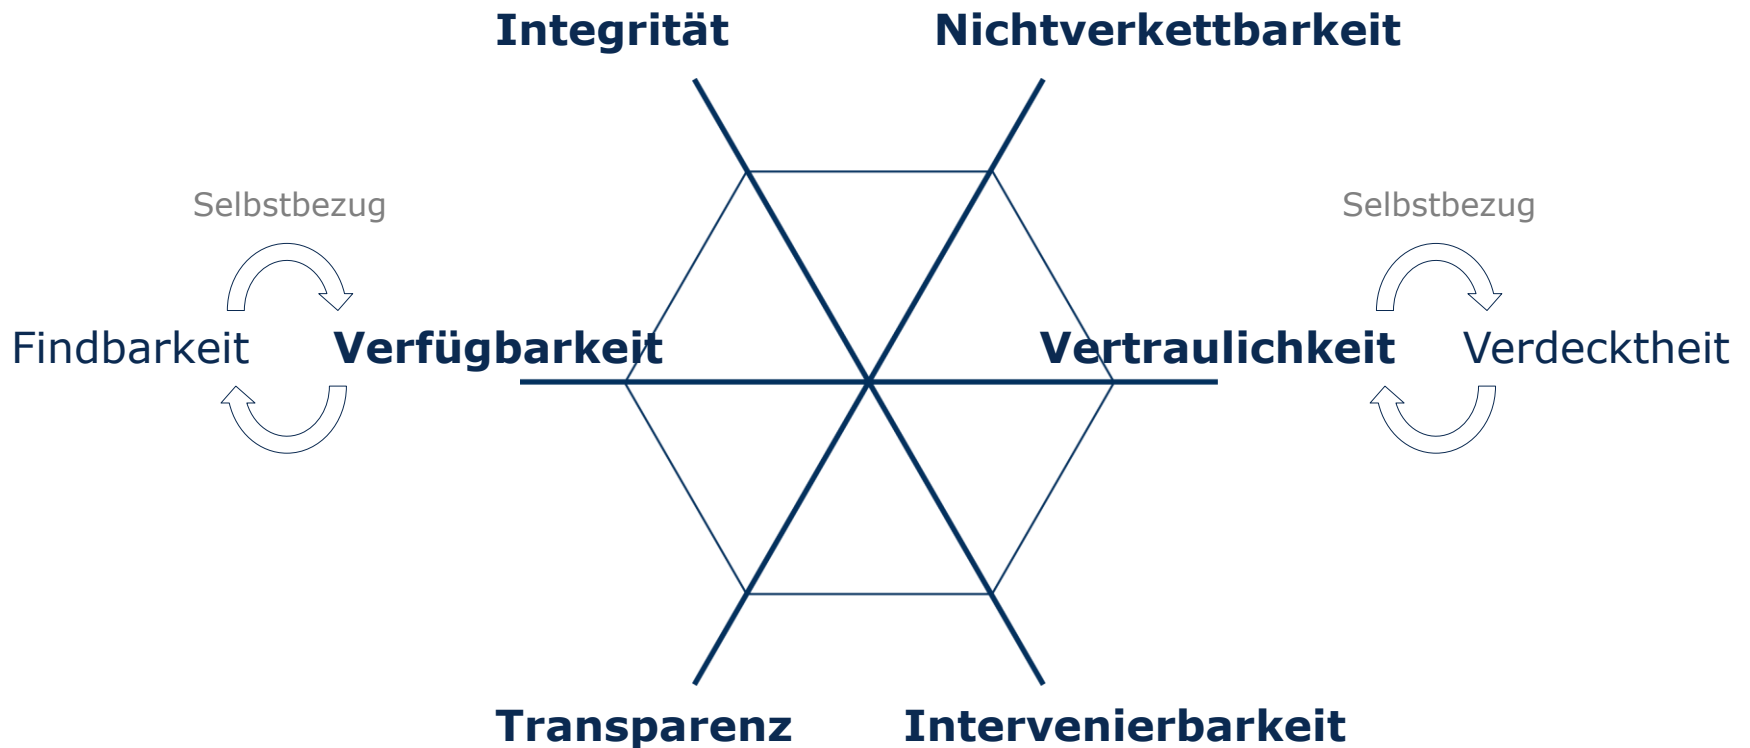 Integrität
Nichtverkettbarkeit
Selbstbezug
Selbstbezug
Findbarkeit
Verfügbarkeit
Vertraulichkeit
Verdecktheit
Transparenz
Intervenierbarkeit